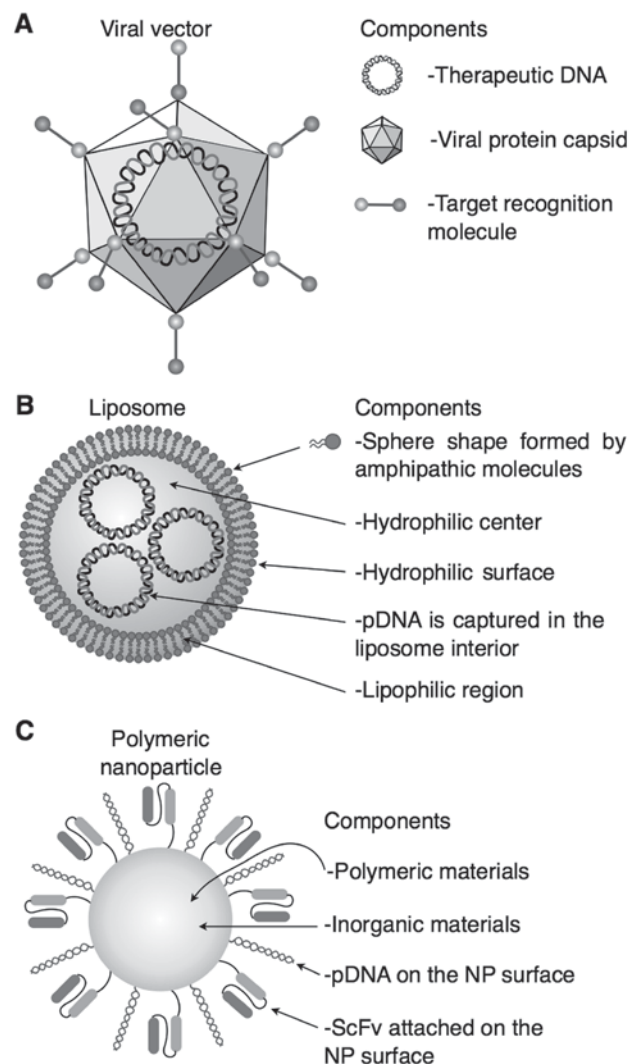 A
Viral vector
Components
-Therapeutic DNA
-Viral protein capsid
-Target recognition
molecule
B
Liposome
Components
-Sphere shape formed by
amphipathic molecules
-Hydrophilic center
-Hydrophilic surface
-pDNA is captured in the
liposome interior
-Lipophilic region
C
Polymeric
nanoparticle
Components
-Polymeric materials
-Inorganic materials
-pDNA on the NP surface
-ScFv attached on the
NP surface